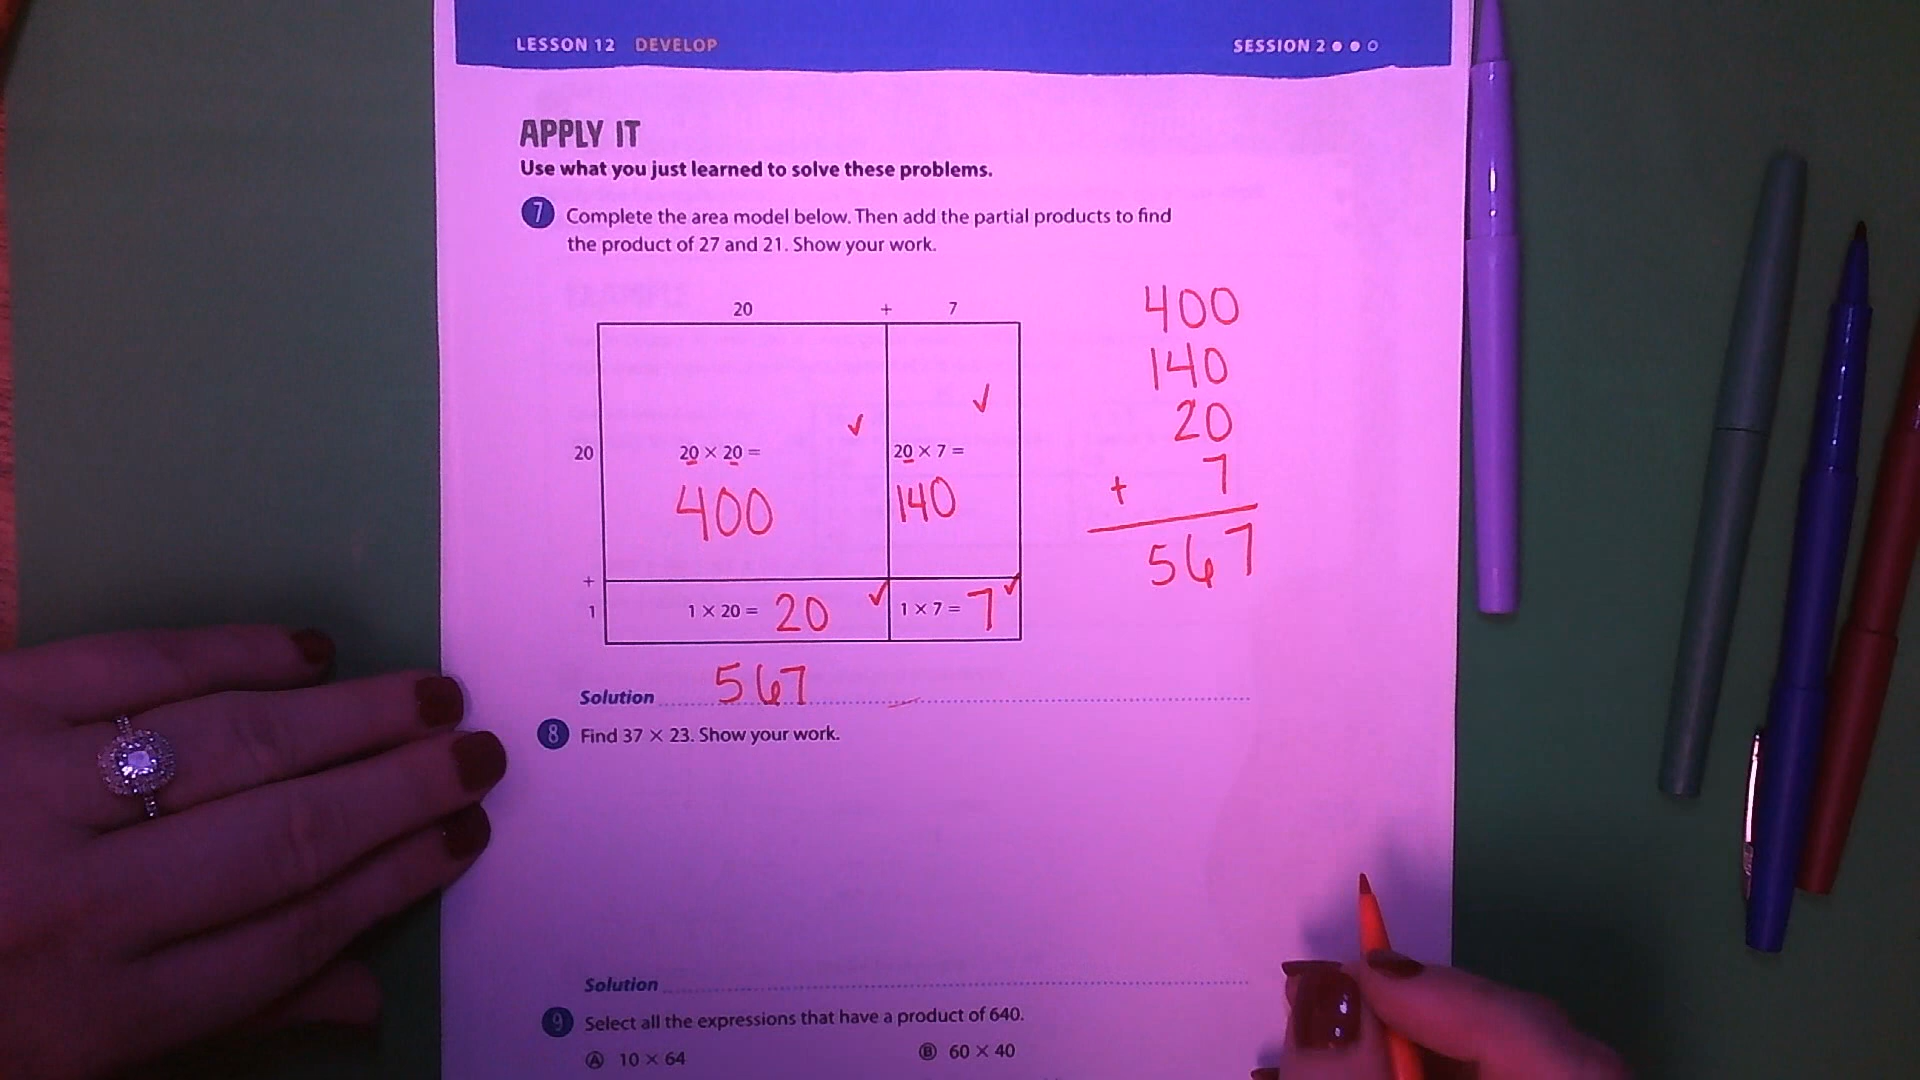 LESSON 12 DEVELOP SESSION 2
APPLY IT
Use what you just learned to solve these problems.
7 Complete the area model below. Then add the partial products to find
the product of 27 and 21. Show your work.
20 + 7
20
20 × 20 =
400
20 × 7 =
140
+
1
1 × 20 = 20
1 × 7 = 7
400
140
20
+ 7
567
Solution 567
8 Find 37 × 23. Show your work.
Solution
9 Select all the expressions that have a product of 640.
A 10 × 64
B 60 × 40